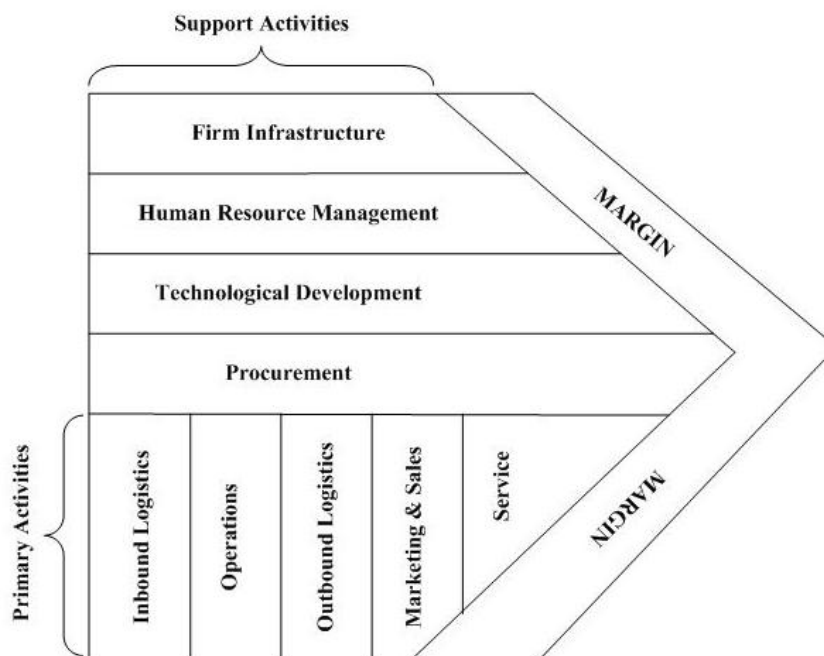 Support Activities
Firm Infrastructure
Human Resource Management
Technological Development
Procurement
MARGIN
Primary Activities
Inbound Logistics
Operations
Outbound Logistics
Marketing & Sales
Service
MARGIN